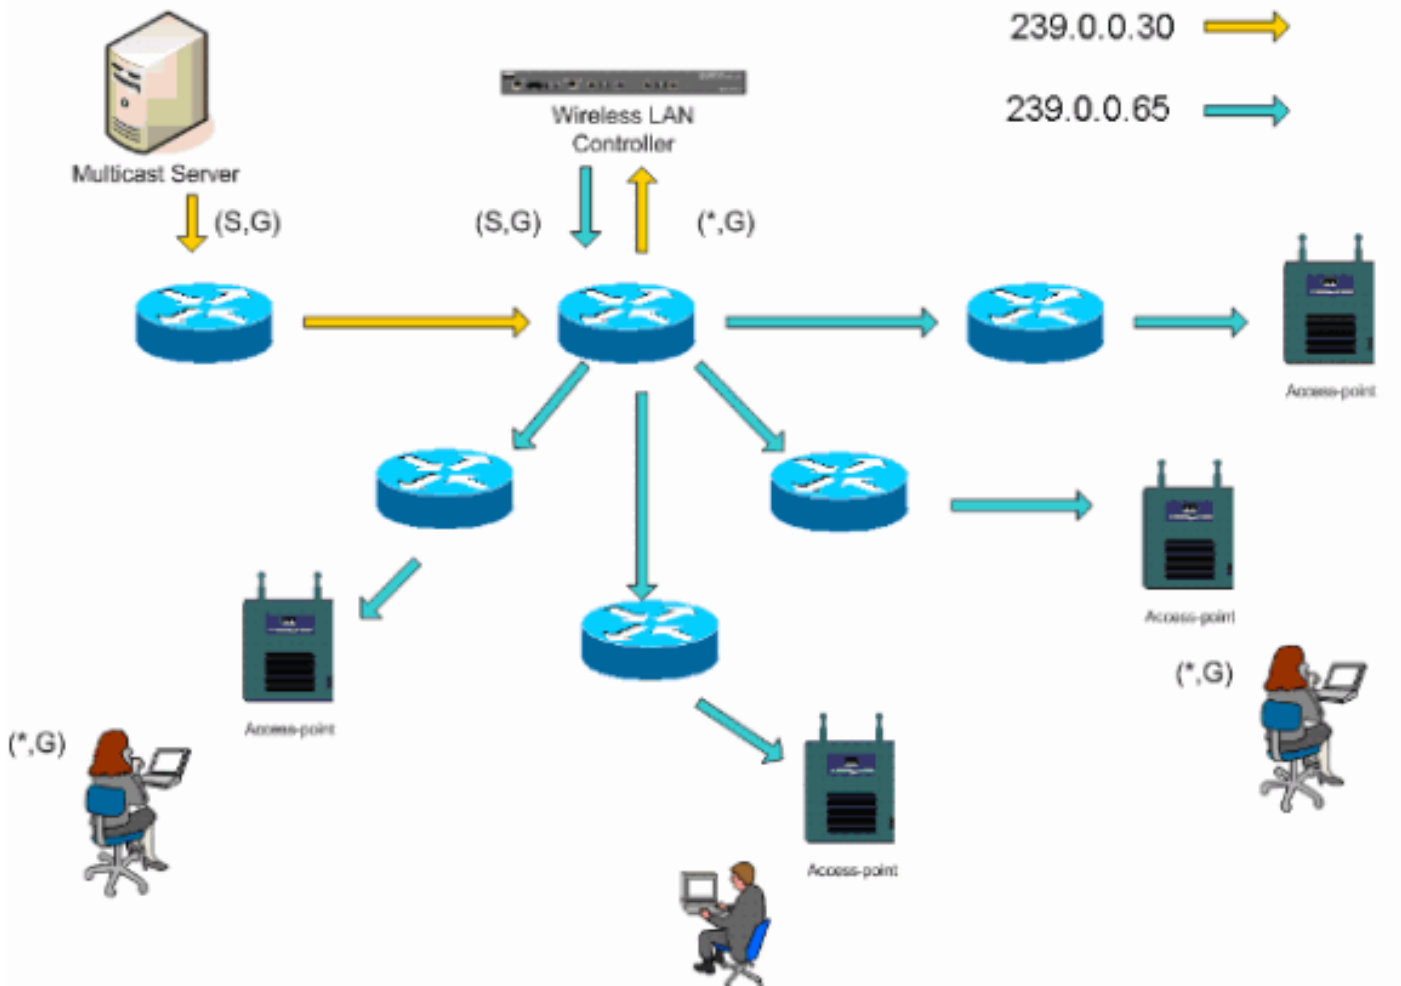 239.0.0.30
239.0.0.65
Multicast Server
Wireless LAN
Controller
(S,G)
(S,G)
(*,G)
Access-point
Access-point
(*,G)
Access-point
(*,G)
Access-point